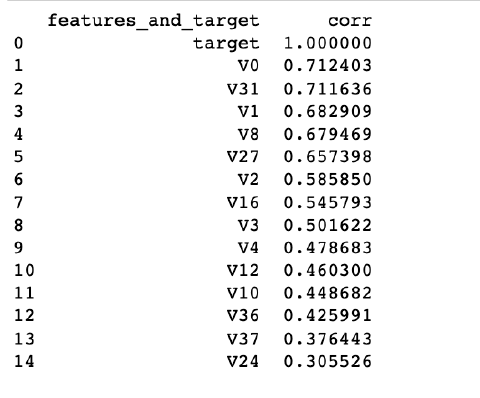 features_and_target corr
0 target 1.000000
1 V0 0.712403
2 V31 0.711636
3 V1 0.682909
4 V8 0.679469
5 V27 0.657398
6 V2 0.585850
7 V16 0.545793
8 V3 0.501622
9 V4 0.478683
10 V12 0.460300
11 V10 0.448682
12 V36 0.425991
13 V37 0.376443
14 V24 0.305526